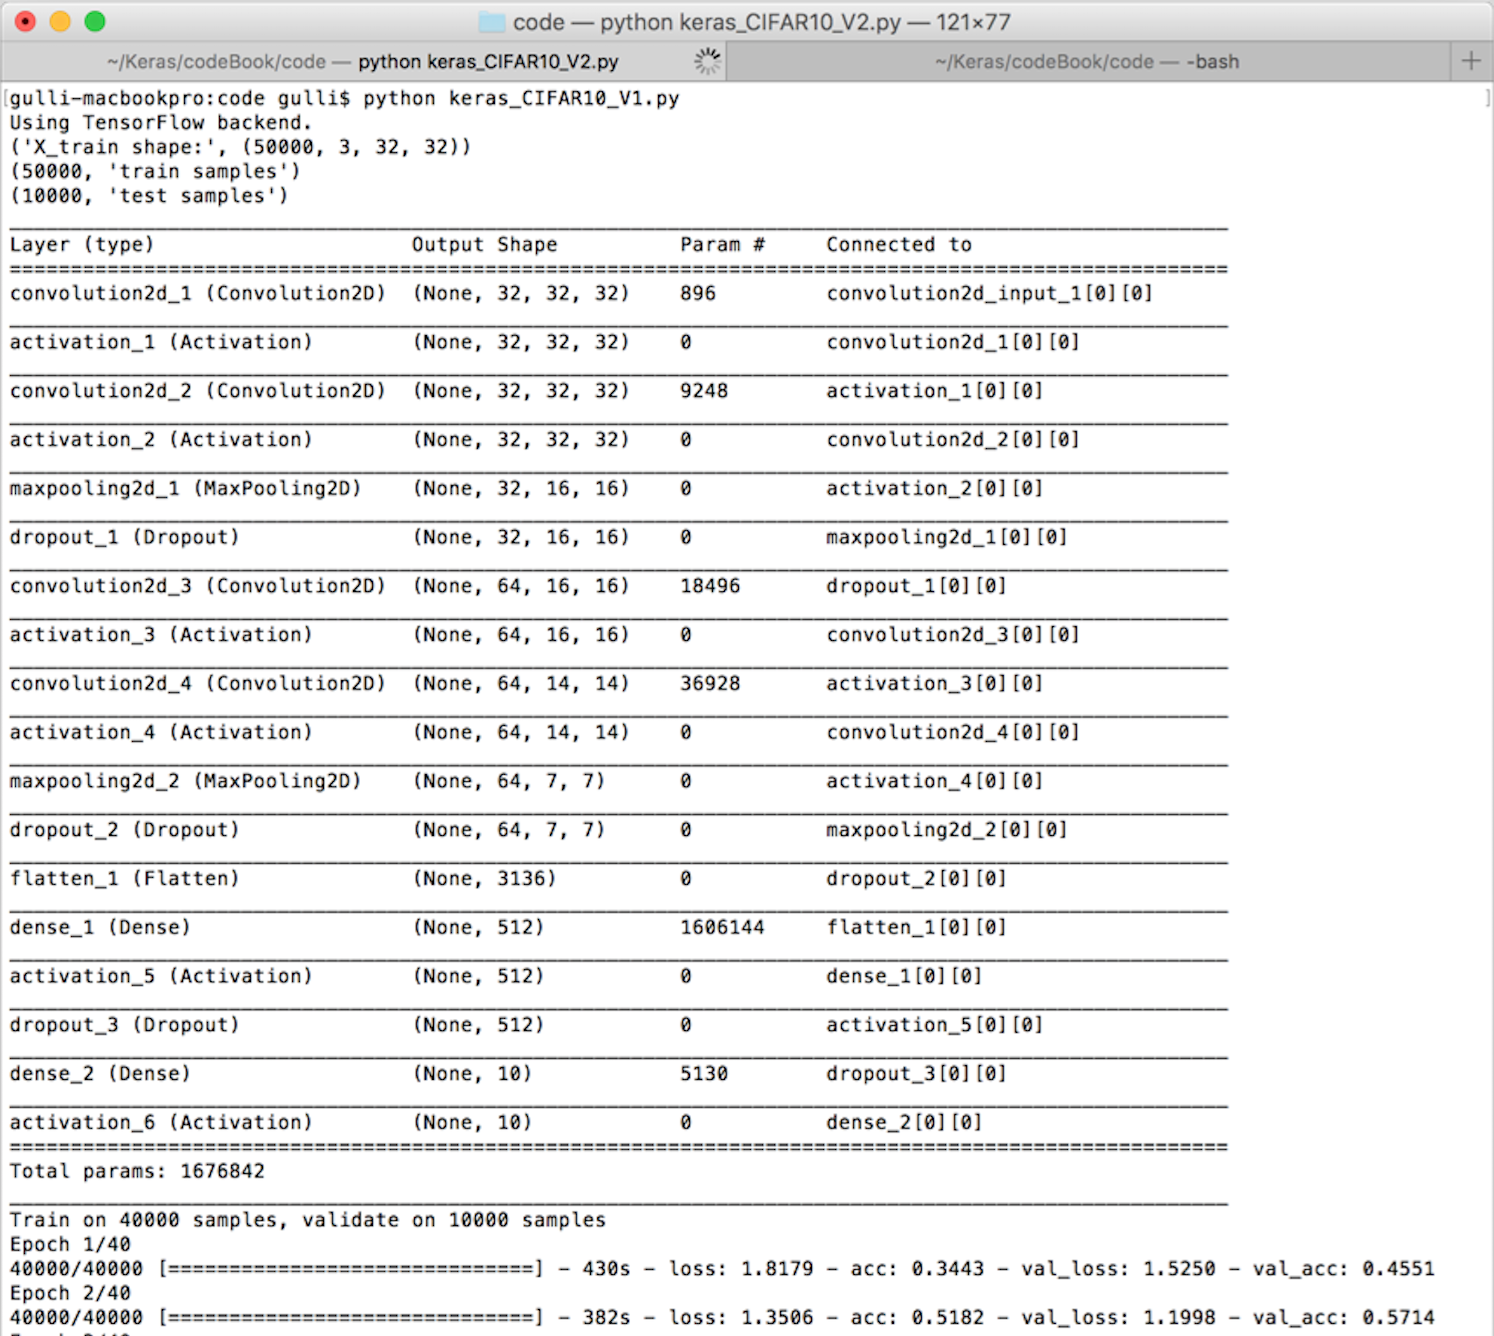 code — python keras_CIFAR10_V2.py — 121×77
~/Keras/codeBook/code — python keras_CIFAR10_V2.py ~/Keras/codeBook/code — -bash +
[gulli-macbookpro:code gulli$ python keras_CIFAR10_V1.py ]
Using TensorFlow backend.
('X_train shape:', (50000, 3, 32, 32))
(50000, 'train samples')
(10000, 'test samples')
Layer (type) Output Shape Param # Connected to
convolution2d_1 (Convolution2D) (None, 32, 32, 32) 896 convolution2d_input_1[0][0]
activation_1 (Activation) (None, 32, 32, 32) 0 convolution2d_1[0][0]
convolution2d_2 (Convolution2D) (None, 32, 32, 32) 9248 activation_1[0][0]
activation_2 (Activation) (None, 32, 32, 32) 0 convolution2d_2[0][0]
maxpooling2d_1 (MaxPooling2D) (None, 32, 16, 16) 0 activation_2[0][0]
dropout_1 (Dropout) (None, 32, 16, 16) 0 maxpooling2d_1[0][0]
convolution2d_3 (Convolution2D) (None, 64, 16, 16) 18496 dropout_1[0][0]
activation_3 (Activation) (None, 64, 16, 16) 0 convolution2d_3[0][0]
convolution2d_4 (Convolution2D) (None, 64, 14, 14) 36928 activation_3[0][0]
activation_4 (Activation) (None, 64, 14, 14) 0 convolution2d_4[0][0]
maxpooling2d_2 (MaxPooling2D) (None, 64, 7, 7) 0 activation_4[0][0]
dropout_2 (Dropout) (None, 64, 7, 7) 0 maxpooling2d_2[0][0]
flatten_1 (Flatten) (None, 3136) 0 dropout_2[0][0]
dense_1 (Dense) (None, 512) 1606144 flatten_1[0][0]
activation_5 (Activation) (None, 512) 0 dense_1[0][0]
dropout_3 (Dropout) (None, 512) 0 activation_5[0][0]
dense_2 (Dense) (None, 10) 5130 dropout_3[0][0]
activation_6 (Activation) (None, 10) 0 dense_2[0][0]
Total params: 1676842
Train on 40000 samples, validate on 10000 samples
Epoch 1/40
40000/40000 [==============================] - 430s - loss: 1.8179 - acc: 0.3443 - val_loss: 1.5250 - val_acc: 0.4551
Epoch 2/40
40000/40000 [==============================] - 382s - loss: 1.3506 - acc: 0.5182 - val_loss: 1.1998 - val_acc: 0.5714